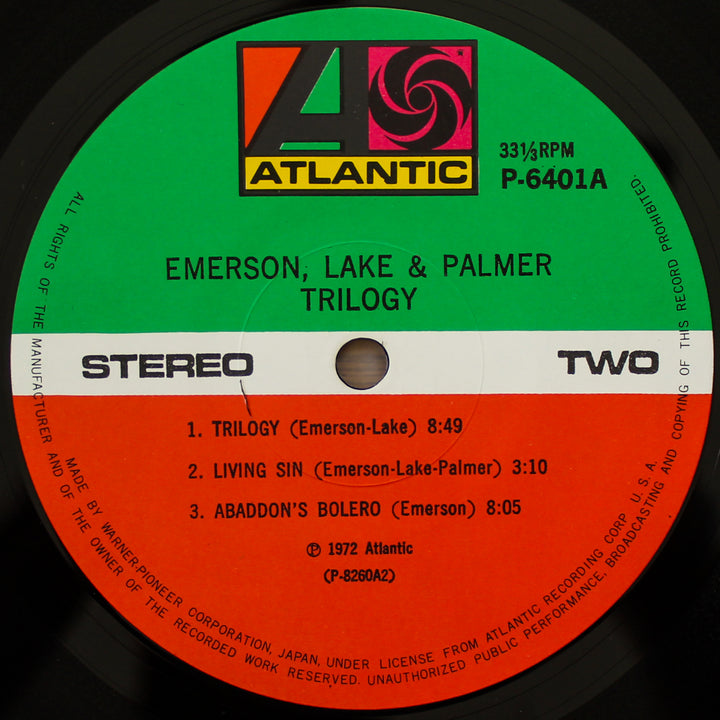 ATLANTIC
33⅓RPM
P-6401A
EMERSON, LAKE & PALMER
TRILOGY
STEREO
TWO
1. TRILOGY (Emerson-Lake) 8:49
2. LIVING SIN (Emerson-Lake-Palmer) 3:10
3. ABADDON'S BOLERO (Emerson) 8:05
℗ 1972 Atlantic
(P-8260A2)
MADE BY WARNER-PIONEER CORPORATION, JAPAN, UNDER LICENSE FROM ATLANTIC RECORDING CORP. U.S.A.
ALL RIGHTS OF THE MANUFACTURER AND OF THE OWNER OF THE RECORDED WORK RESERVED. UNAUTHORIZED PUBLIC PERFORMANCE, BROADCASTING AND COPYING OF THIS RECORD PROHIBITED.